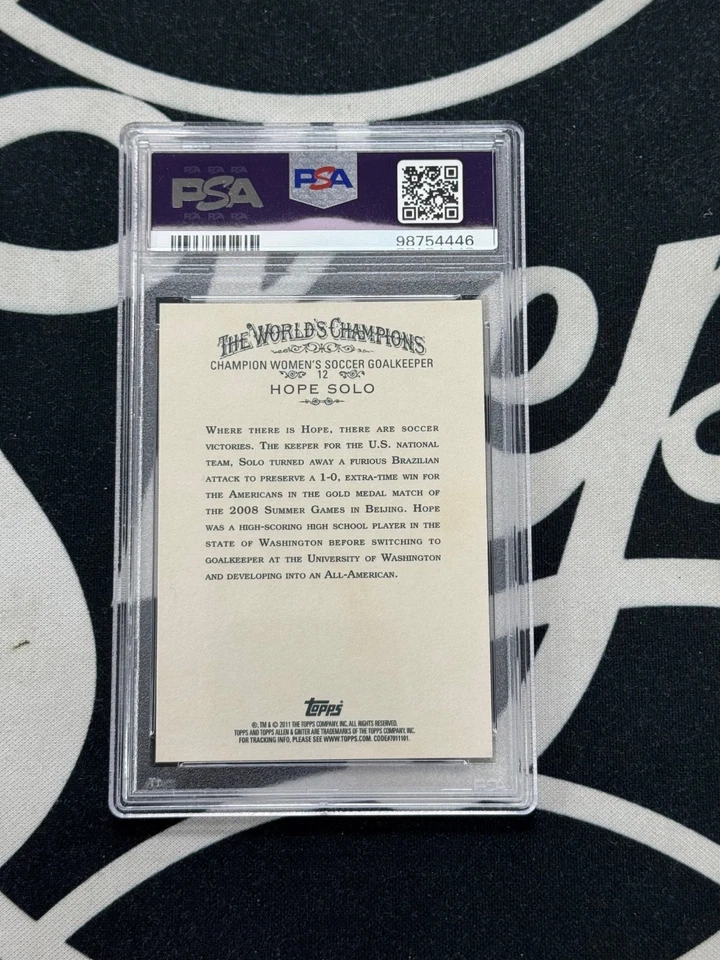 PSA
PSA
98754446
THE WORLD'S CHAMPIONS
CHAMPION WOMEN'S SOCCER GOALKEEPER
12
HOPE SOLO
WHERE THERE IS HOPE, THERE ARE SOCCER
VICTORIES. THE KEEPER FOR THE U.S. NATIONAL
TEAM, SOLO TURNED AWAY A FURIOUS BRAZILIAN
ATTACK TO PRESERVE A 1-0, EXTRA-TIME WIN FOR
THE AMERICANS IN THE GOLD MEDAL MATCH OF
THE 2008 SUMMER GAMES IN BEIJING. HOPE
WAS A HIGH-SCORING HIGH SCHOOL PLAYER IN THE
STATE OF WASHINGTON BEFORE SWITCHING TO
GOALKEEPER AT THE UNIVERSITY OF WASHINGTON
AND DEVELOPING INTO AN ALL-AMERICAN.
Topps
®, TM & © 2011 THE TOPPS COMPANY, INC. ALL RIGHTS RESERVED.
TOPPS AND TOPPS ALLEN & GINTER ARE TRADEMARKS OF THE TOPPS COMPANY, INC.
FOR TRACKING INFO, PLEASE SEE WWW.TOPPS.COM. CODE#7011101.